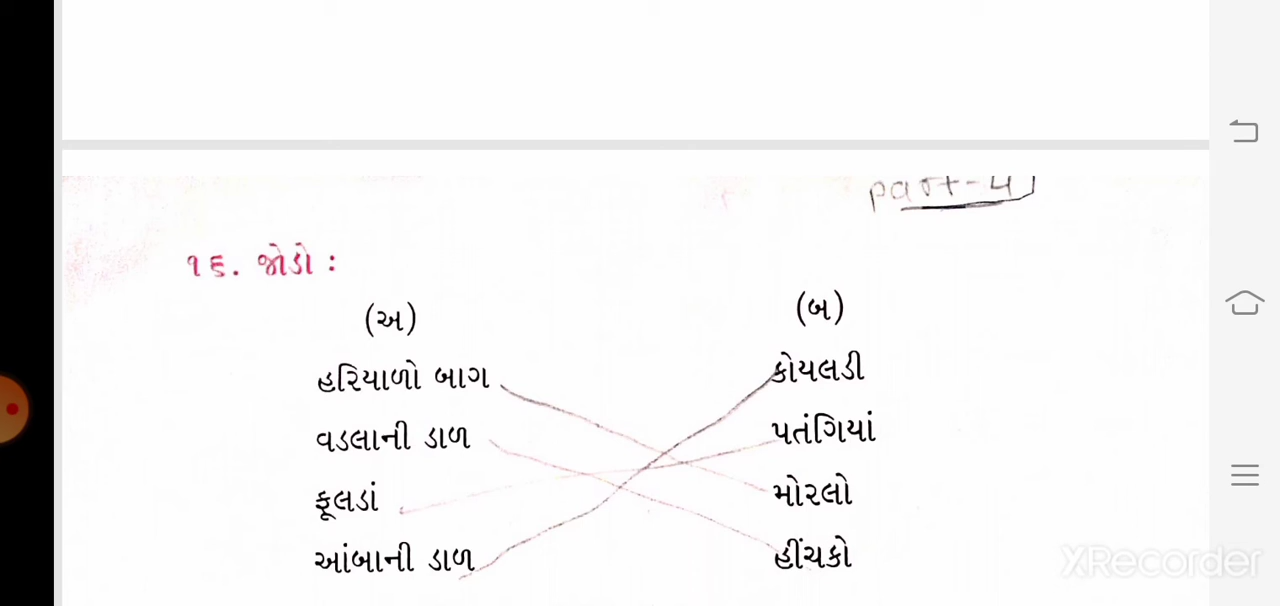 part-4
૧૬. જોડો :
(અ) (બ)
હરિયાળો બાગ કોયલડી
વડલાની ડાળ પતંગિયાં
ફૂલડાં મોરલો
આંબાની ડાળ હીંચકો
XRecorder